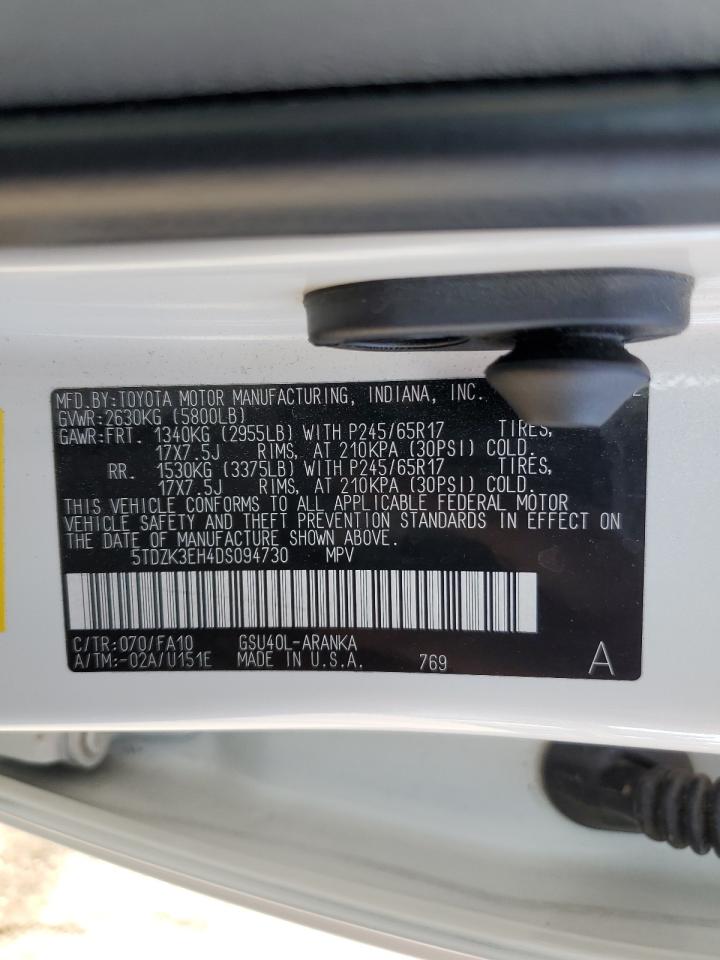 MFD.BY:TOYOTA MOTOR MANUFACTURING, INDIANA, INC.
GVWR:2630KG (5800LB)
GAWR:FRT. 1340KG (2955LB) WITH P245/65R17 TIRES,
17X7.5J RIMS, AT 210KPA (30PSI) COLD.
RR. 1530KG (3375LB) WITH P245/65R17 TIRES,
17X7.5J RIMS, AT 210KPA (30PSI) COLD.
THIS VEHICLE CONFORMS TO ALL APPLICABLE FEDERAL MOTOR
VEHICLE SAFETY AND THEFT PREVENTION STANDARDS IN EFFECT ON
THE DATE OF MANUFACTURE SHOWN ABOVE.
5TDZK3EH4DS094730 MPV
C/TR:070/FA10 GSU40L-ARANKA
A/TM:-02A/U151E MADE IN U.S.A. 769 A